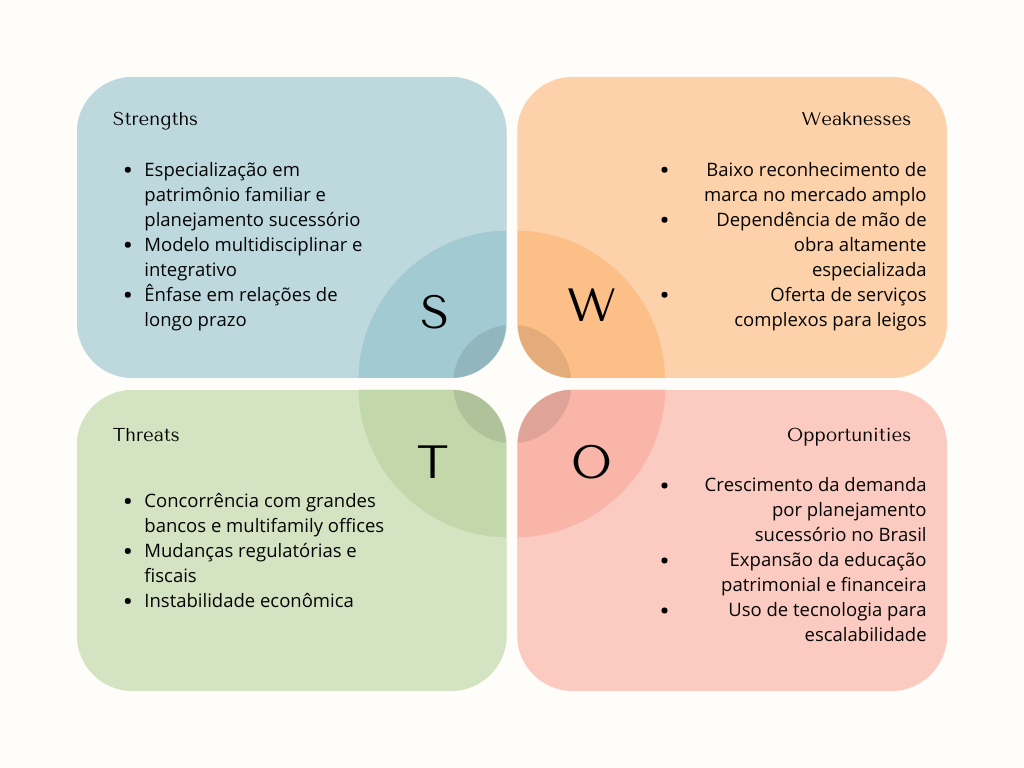 Strengths
• Especialização em
patrimônio familiar e
planejamento sucessório
• Modelo multidisciplinar e
integrativo
• Ênfase em relações de
longo prazo
S
Weaknesses
• Baixo reconhecimento de
marca no mercado amplo
• Dependência de mão de
obra altamente
especializada
• Oferta de serviços
complexos para leigos
W
Threats
• Concorrência com grandes
bancos e multifamily offices
• Mudanças regulatórias e
fiscais
• Instabilidade econômica
T
Opportunities
• Crescimento da demanda
por planejamento
sucessório no Brasil
• Expansão da educação
patrimonial e financeira
• Uso de tecnologia para
escalabilidade
O